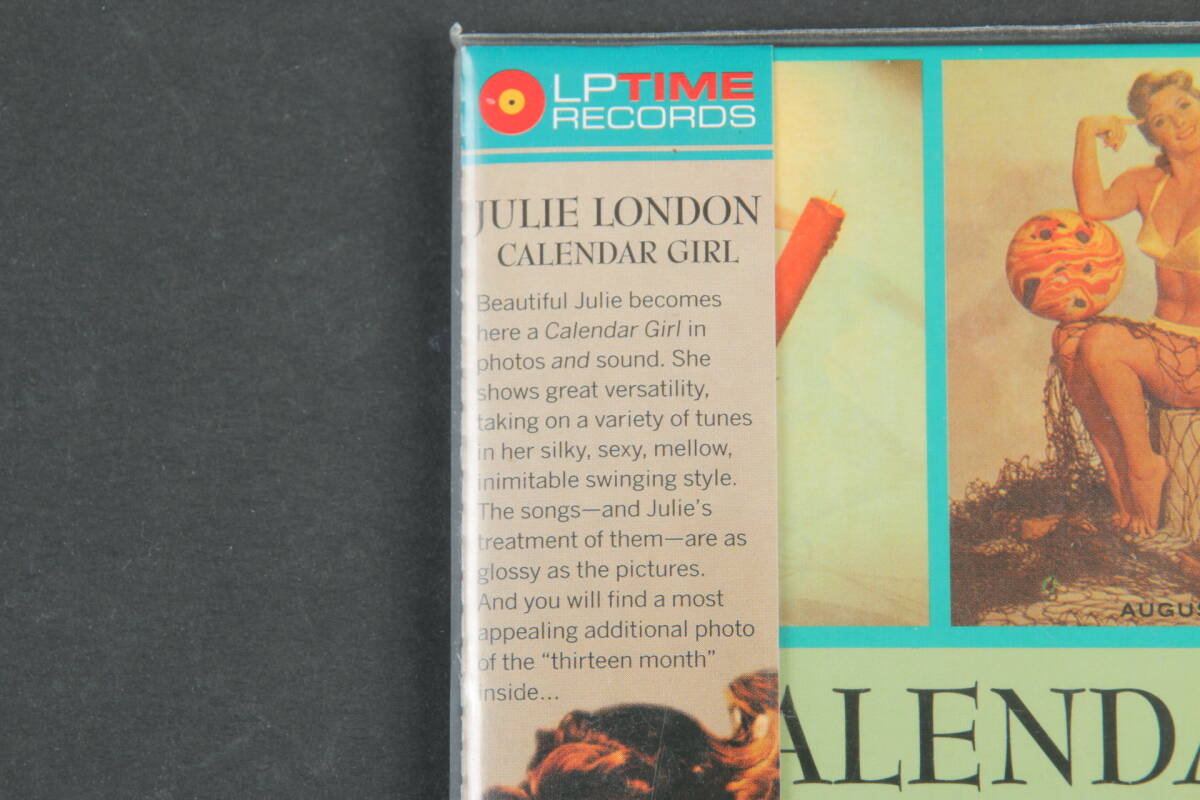 LPTIME
RECORDS
JULIE LONDON
CALENDAR GIRL
Beautiful Julie becomes
here a Calendar Girl in
photos and sound. She
shows great versatility,
taking on a variety of tunes
in her silky, sexy, mellow,
inimitable swinging style.
The songs—and Julie's
treatment of them—are as
glossy as the pictures.
And you will find a most
appealing additional photo
of the “thirteen month”
inside...
AUGUS
ALENDA